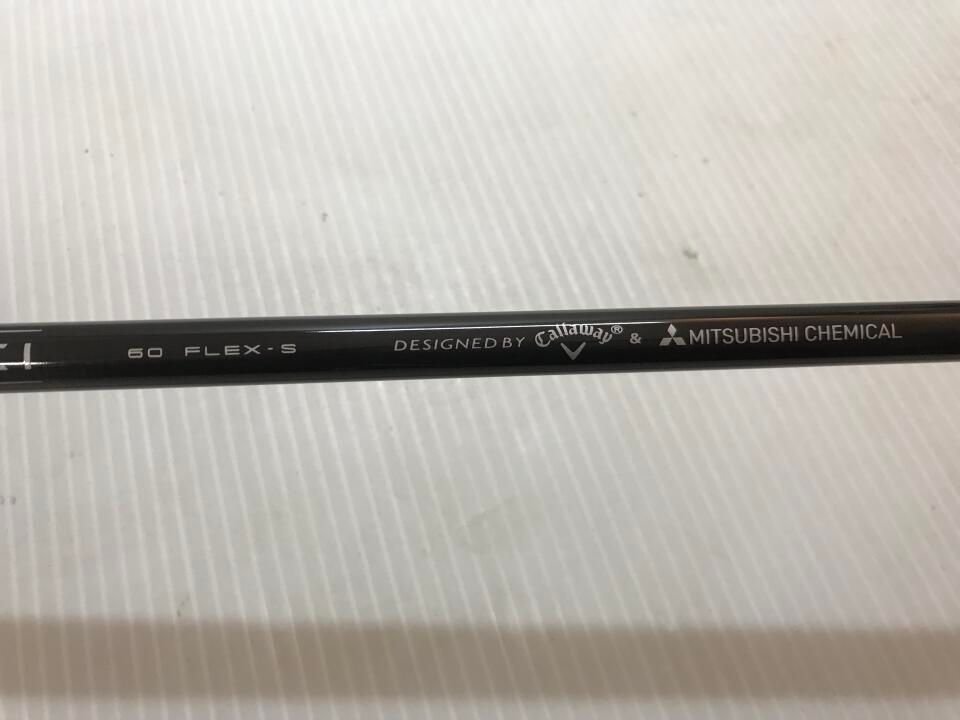 60 FLEX-S DESIGNED BY Callaway® & MITSUBISHI CHEMICAL